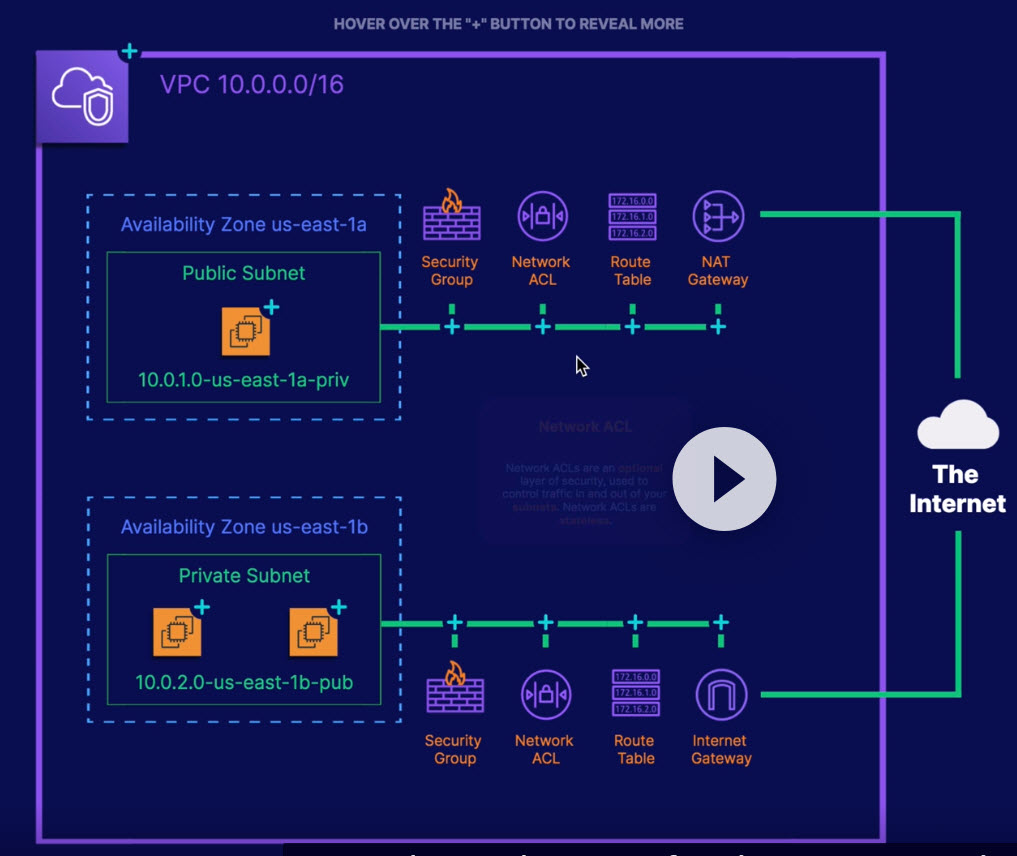 HOVER OVER THE "+" BUTTON TO REVEAL MORE
VPC 10.0.0.0/16
Availability Zone us-east-1a
Public Subnet
10.0.1.0-us-east-1a-priv
Security
Group
Network
ACL
172.16.0.0
172.16.1.0
172.16.2.0
Route
Table
NAT
Gateway
Network ACL
Network ACLs are an optional
layer of security, used to
control traffic in and out of your
subnets. Network ACLs are
stateless.
The
Internet
Availability Zone us-east-1b
Private Subnet
10.0.2.0-us-east-1b-pub
Security
Group
Network
ACL
172.16.0.0
172.16.1.0
172.16.2.0
Route
Table
Internet
Gateway